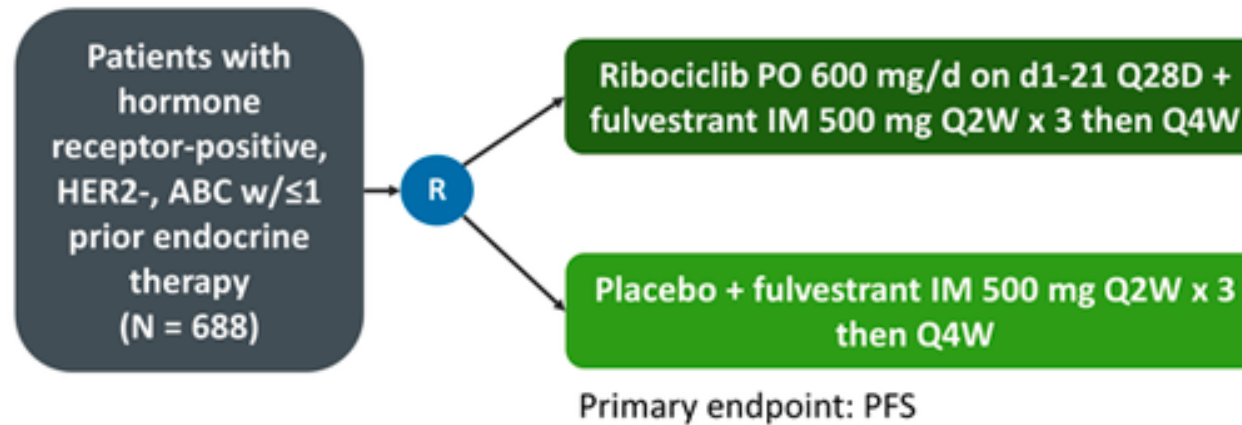 Patients with
hormone
receptor-positive,
HER2-, ABC w/≤1
prior endocrine
therapy
(N = 688)
R
Ribociclib PO 600 mg/d on d1-21 Q28D +
fulvestrant IM 500 mg Q2W x 3 then Q4W
Placebo + fulvestrant IM 500 mg Q2W x 3
then Q4W
Primary endpoint: PFS